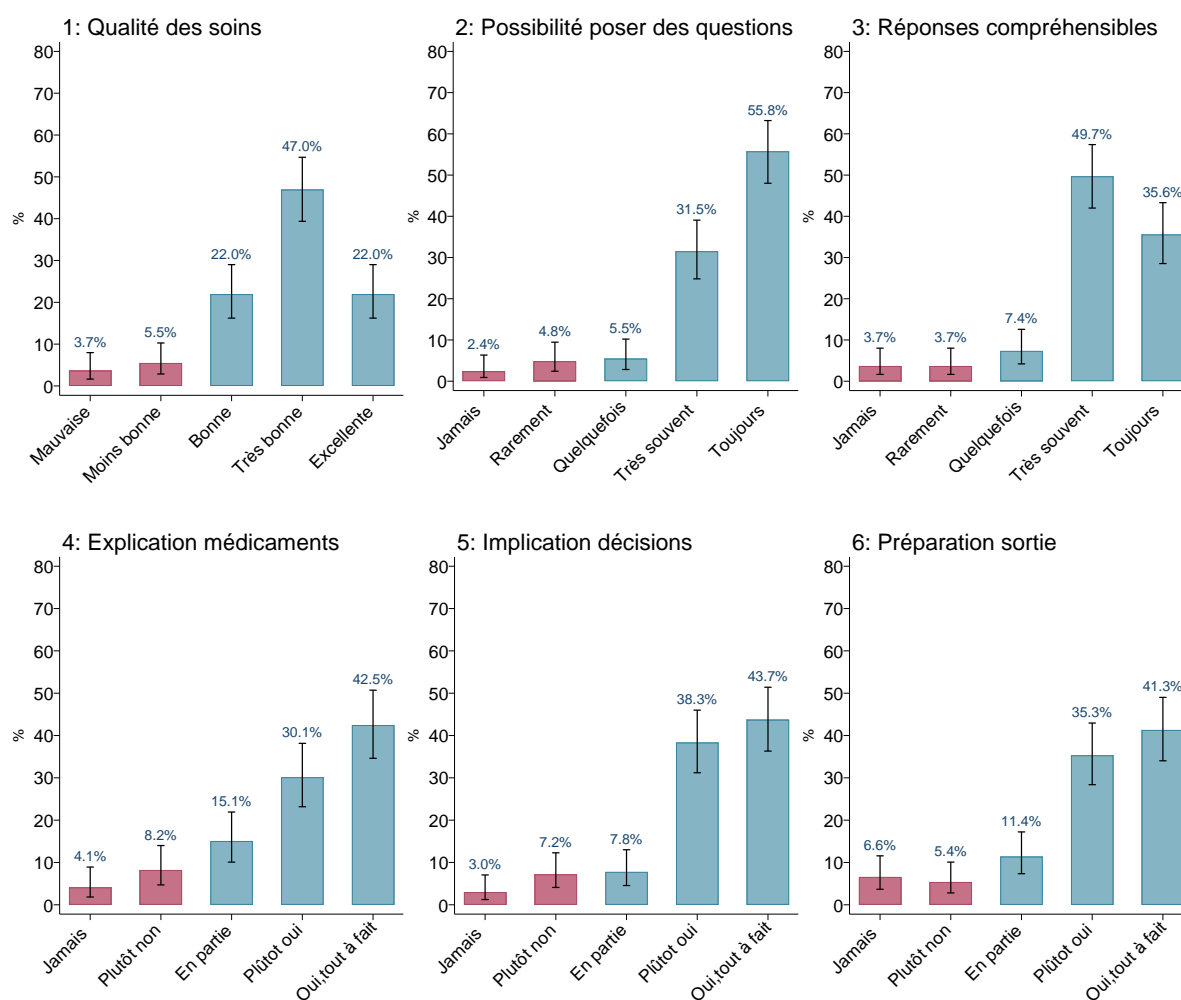 1: Qualité des soins
80
70
60
50
40
30
20
10
0
%
3.7%
5.5%
22.0%
47.0%
22.0%
Mauvaise
Moins bonne
Bonne
Très bonne
Excellente
2: Possibilité poser des questions
80
70
60
50
40
30
20
10
0
%
2.4%
4.8%
5.5%
31.5%
55.8%
Jamais
Rarement
Quelquefois
Très souvent
Toujours
3: Réponses compréhensibles
80
70
60
50
40
30
20
10
0
%
3.7%
3.7%
7.4%
49.7%
35.6%
Jamais
Rarement
Quelquefois
Très souvent
Toujours
4: Explication médicaments
80
70
60
50
40
30
20
10
0
%
4.1%
8.2%
15.1%
30.1%
42.5%
Jamais
Plutôt non
En partie
Plûtot oui
Oui,tout à fait
5: Implication décisions
80
70
60
50
40
30
20
10
0
%
3.0%
7.2%
7.8%
38.3%
43.7%
Jamais
Plutôt non
En partie
Plûtot oui
Oui,tout à fait
6: Préparation sortie
80
70
60
50
40
30
20
10
0
%
6.6%
5.4%
11.4%
35.3%
41.3%
Jamais
Plutôt non
En partie
Plûtot oui
Oui,tout à fait